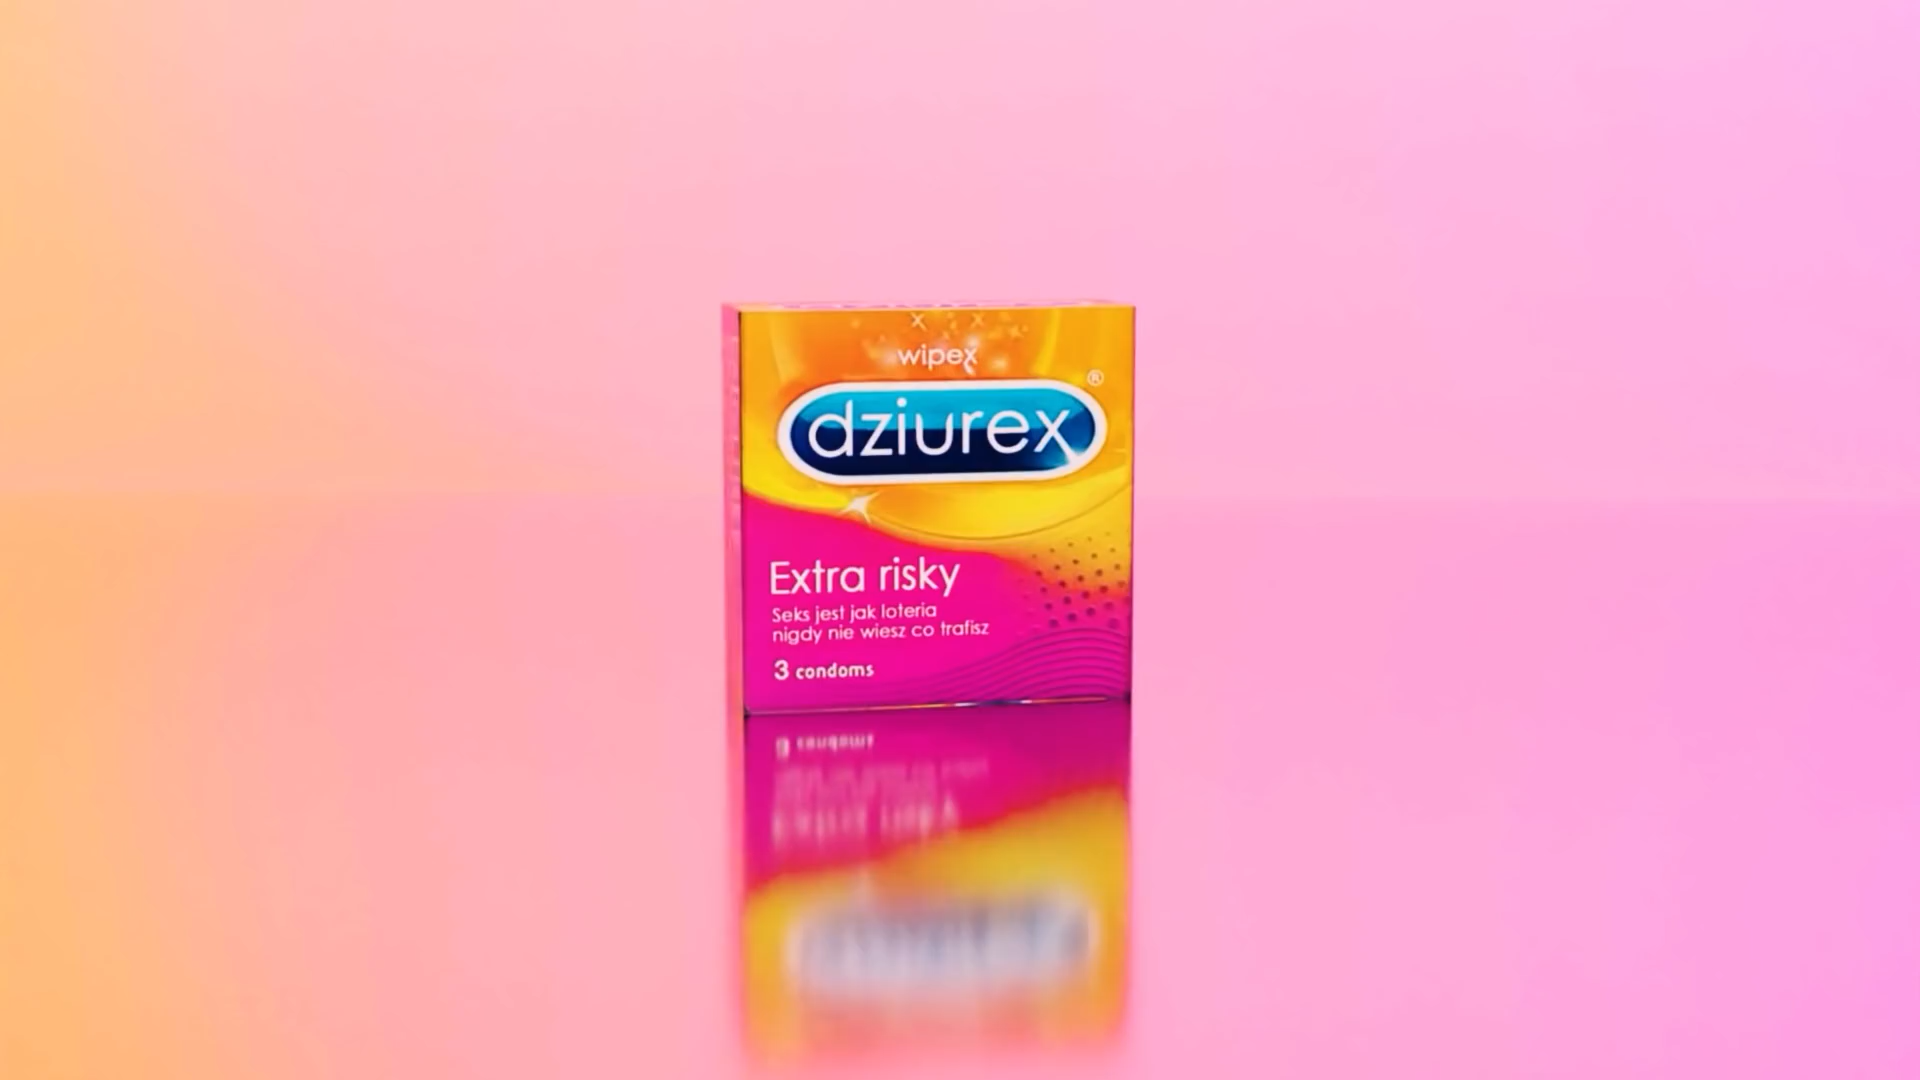 wipex
dziurex®
Extra risky
Seks jest jak loteria
nigdy nie wiesz co trafisz
3 condoms